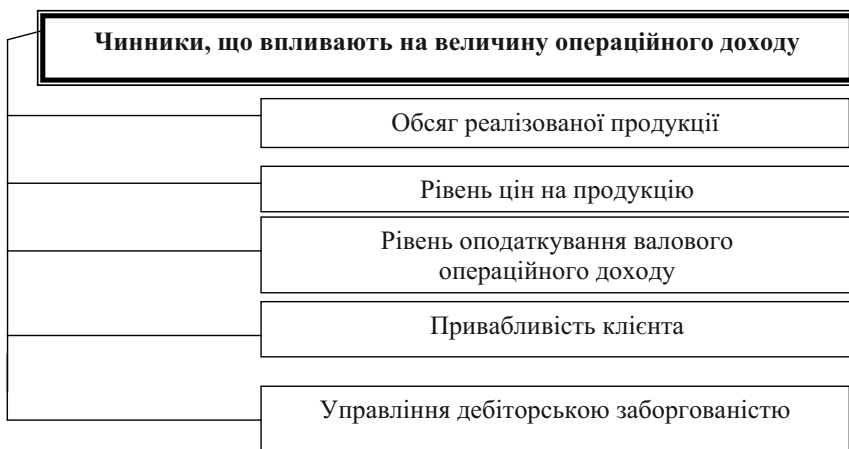 Чинники, що впливають на величину операційного доходу
Обсяг реалізованої продукції
Рівень цін на продукцію
Рівень оподаткування валового
операційного доходу
Привабливість клієнта
Управління дебіторською заборгованістю